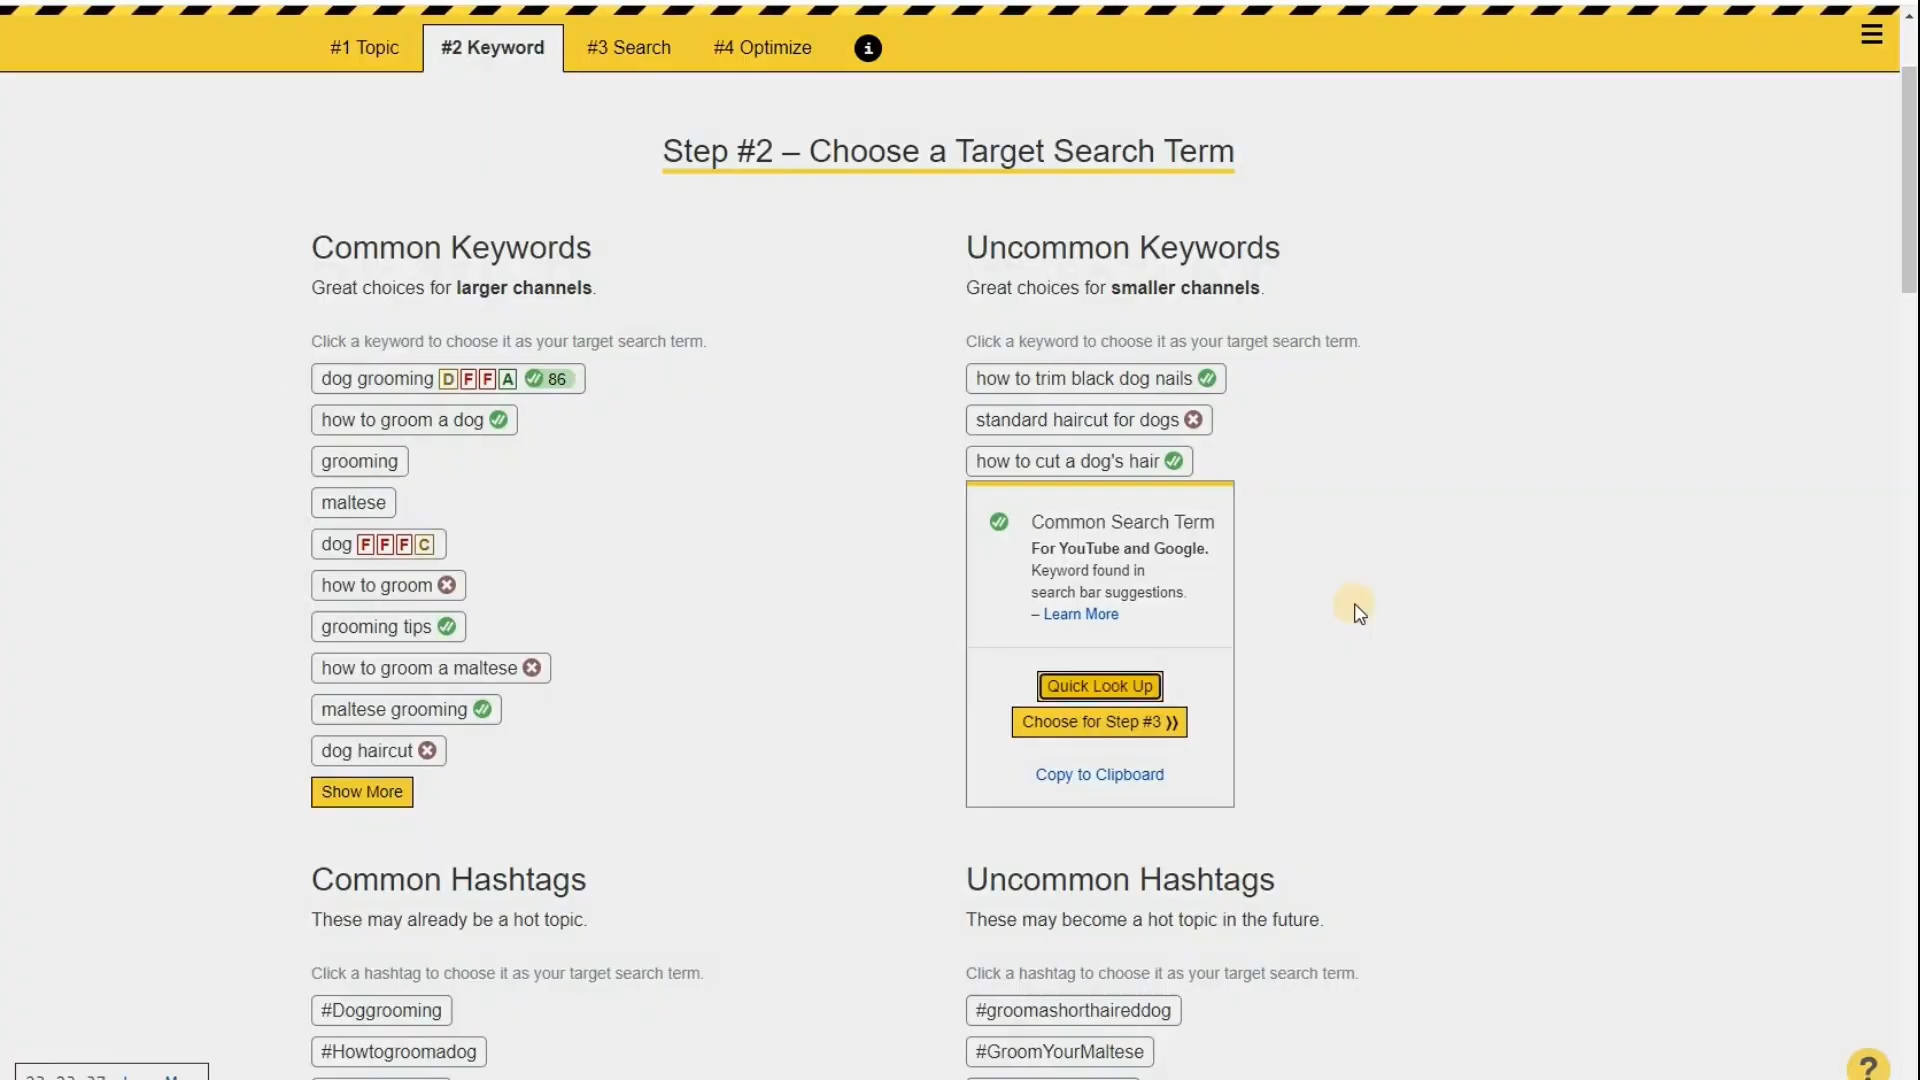 #1 Topic
#2 Keyword
#3 Search
#4 Optimize
i
Step #2 – Choose a Target Search Term
Common Keywords
Great choices for larger channels.
Click a keyword to choose it as your target search term.
dog grooming D F F A 86
how to groom a dog
grooming
maltese
dog F F F C
how to groom
grooming tips
how to groom a maltese
maltese grooming
dog haircut
Show More
Uncommon Keywords
Great choices for smaller channels.
Click a keyword to choose it as your target search term.
how to trim black dog nails
standard haircut for dogs
how to cut a dog's hair
Common Search Term
For YouTube and Google.
Keyword found in
search bar suggestions.
– Learn More
Quick Look Up
Choose for Step #3 ⟫
Copy to Clipboard
Common Hashtags
These may already be a hot topic.
Click a hashtag to choose it as your target search term.
#Doggrooming
#Howtogroomadog
Uncommon Hashtags
These may become a hot topic in the future.
Click a hashtag to choose it as your target search term.
#groomashorthaireddog
#GroomYourMaltese
?